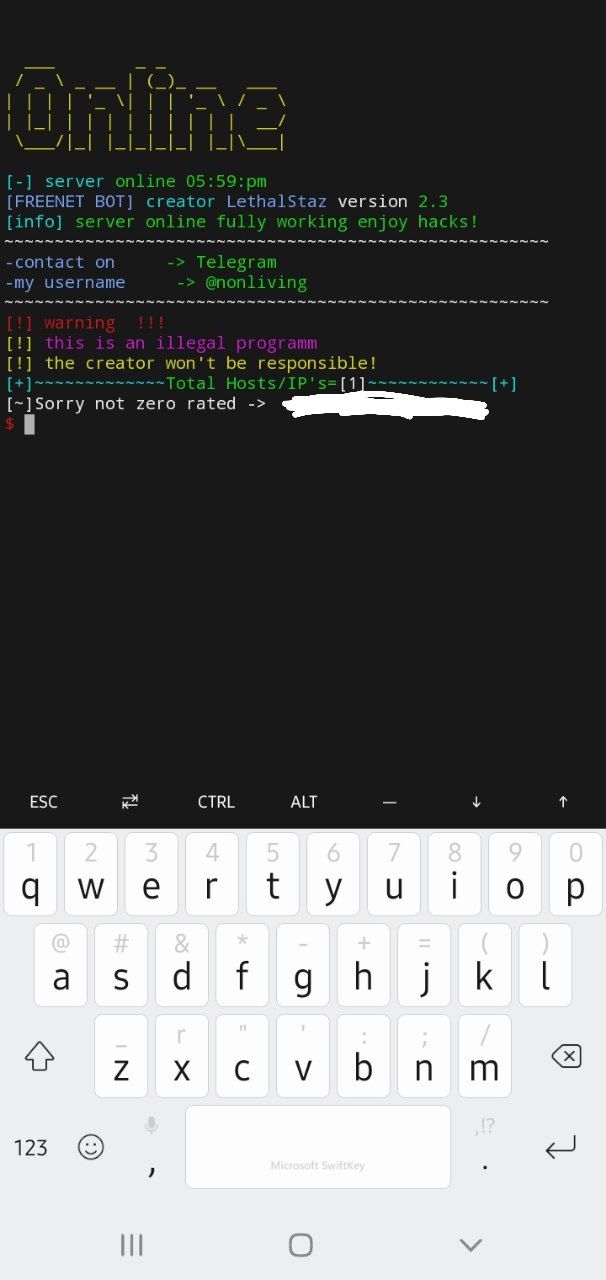 Online
[-] server online 05:59:pm
[FREENET BOT] creator LethalStaz version 2.3
[info] server online fully working enjoy hacks!
~~~~~~~~~~~~~~~~~~~~~~~~~~~~~~~~~~~~~~~~~~~~~~~~~~~~~~
-contact on     -> Telegram
-my username     -> @nonliving
~~~~~~~~~~~~~~~~~~~~~~~~~~~~~~~~~~~~~~~~~~~~~~~~~~~~~~
[!] warning  !!!
[!] this is an illegal programm
[!] the creator won't be responsible!
[+]~~~~~~~~~~~~~Total Hosts/IP's=[1]~~~~~~~~~~~~[+]
[~]Sorry not zero rated ->
$
ESC ⇄ CTRL ALT — ↓ ↑
1 2 3 4 5 6 7 8 9 0
q w e r t y u i o p
@ # & * - + = ( )
a s d f g h j k l
_ r " ' : ; /
z x c v b n m
,!?
123 , Microsoft SwiftKey .